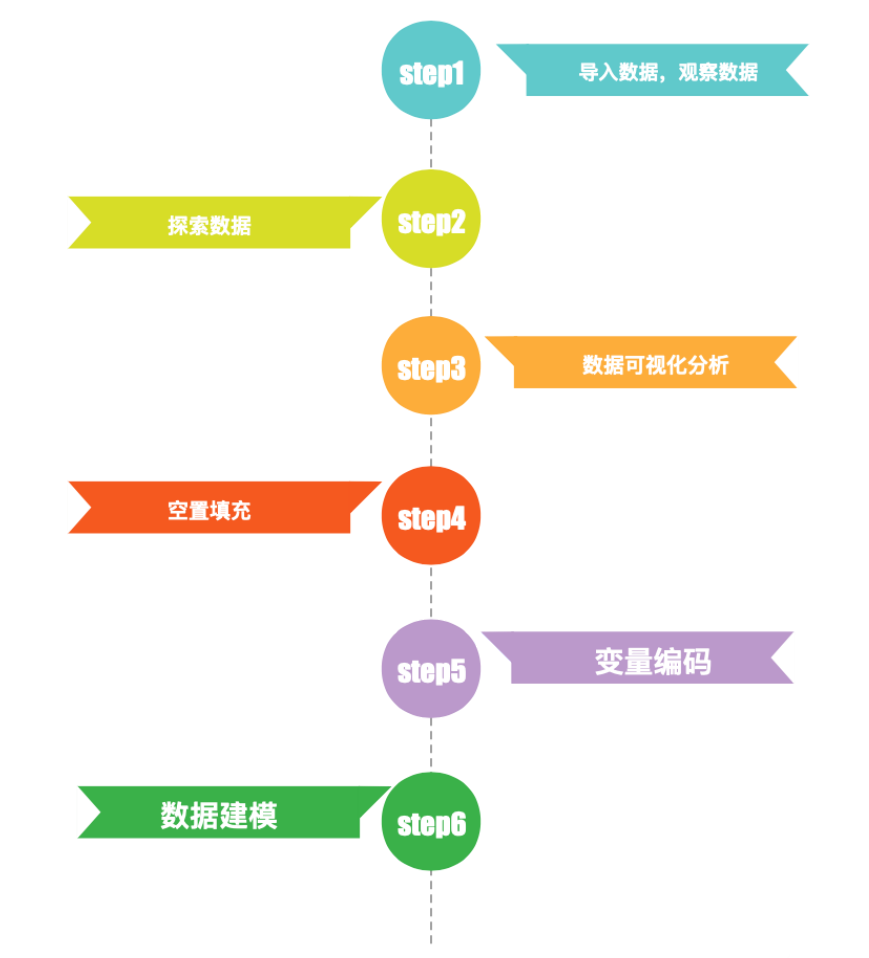 step1
导入数据，观察数据
step2
探索数据
step3
数据可视化分析
step4
空置填充
step5
变量编码
step6
数据建模